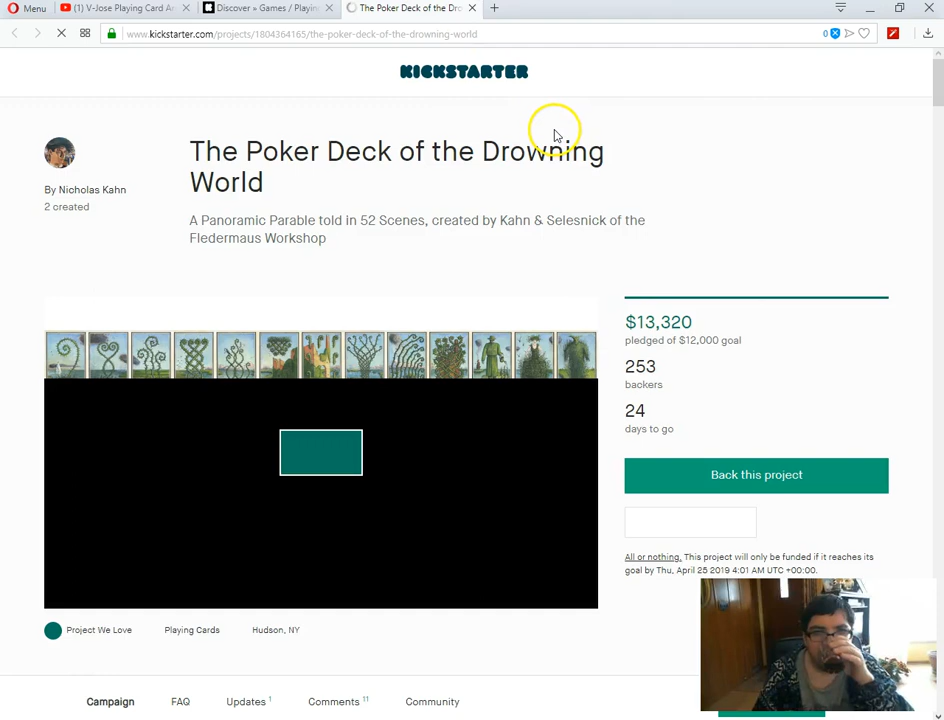 Menu
(1) V-Jose Playing Card Ar
Discover » Games / Playin
The Poker Deck of the Dro
www.kickstarter.com/projects/1804364165/the-poker-deck-of-the-drowning-world
0
KICKSTARTER
By Nicholas Kahn
2 created
The Poker Deck of the Drowning
World
A Panoramic Parable told in 52 Scenes, created by Kahn & Selesnick of the
Fledermaus Workshop
$13,320
pledged of $12,000 goal
253
backers
24
days to go
Back this project
All or nothing. This project will only be funded if it reaches its
goal by Thu, April 25 2019 4:01 AM UTC +00:00.
Project We Love
Playing Cards
Hudson, NY
Campaign
FAQ
Updates 1
Comments 11
Community